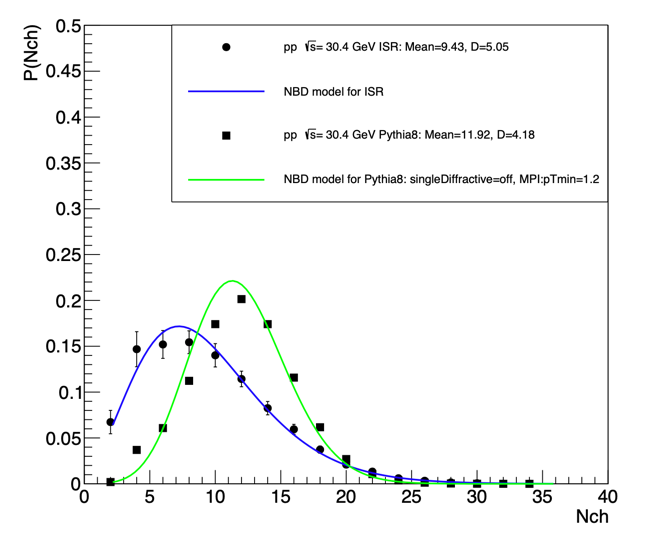 P(Nch)
0.5
0.45
0.4
0.35
0.3
0.25
0.2
0.15
0.1
0.05
0
pp √s= 30.4 GeV ISR: Mean=9.43, D=5.05
NBD model for ISR
pp √s= 30.4 GeV Pythia8: Mean=11.92, D=4.18
NBD model for Pythia8: singleDiffractive=off, MPI:pTmin=1.2
0 5 10 15 20 25 30 35 40
Nch